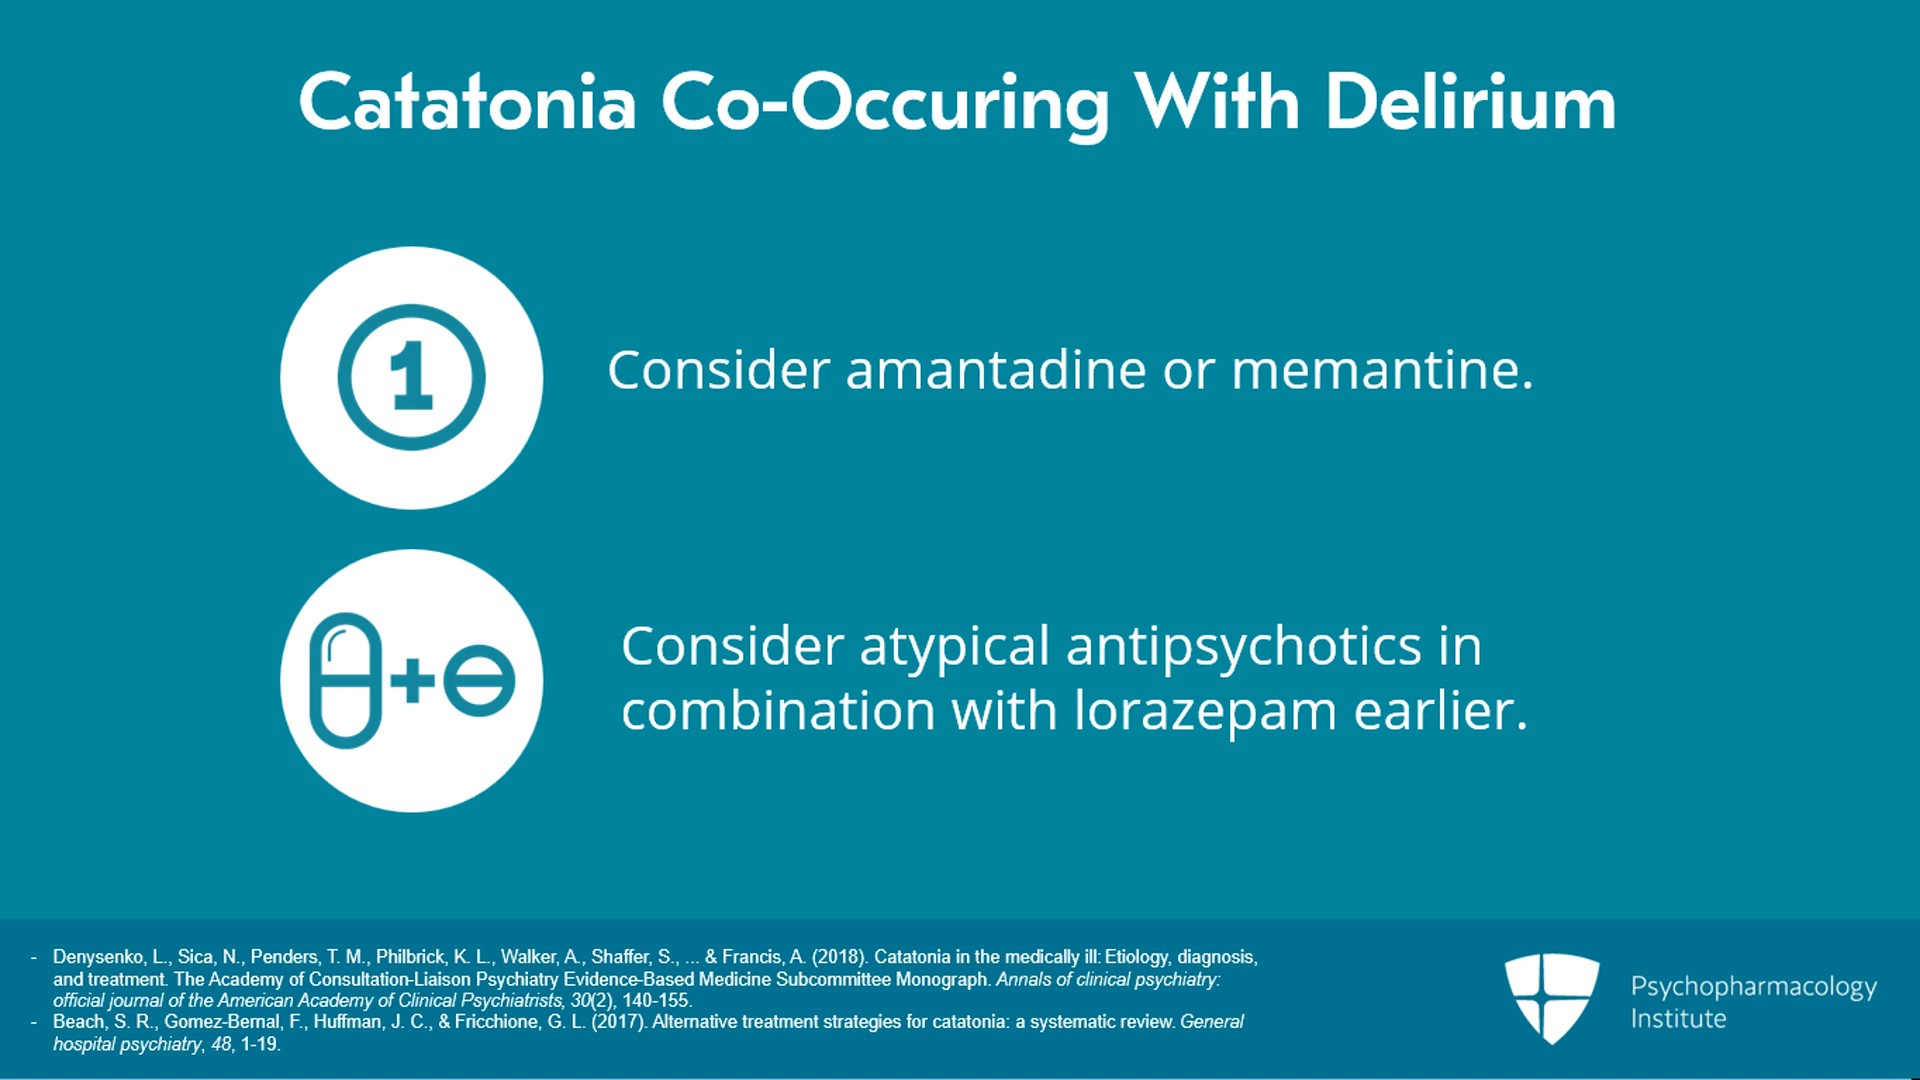 Catatonia Co-Occuring With Delirium
1
Consider amantadine or memantine.
Consider atypical antipsychotics in
combination with lorazepam earlier.
- Denysenko, L., Sica, N., Penders, T. M., Philbrick, K. L., Walker, A., Shaffer, S., ... & Francis, A. (2018). Catatonia in the medically ill: Etiology, diagnosis,
and treatment. The Academy of Consultation-Liaison Psychiatry Evidence-Based Medicine Subcommittee Monograph. Annals of clinical psychiatry:
official journal of the American Academy of Clinical Psychiatrists, 30(2), 140-155.
- Beach, S. R., Gomez-Bernal, F., Huffman, J. C., & Fricchione, G. L. (2017). Alternative treatment strategies for catatonia: a systematic review. General
hospital psychiatry, 48, 1-19.
Psychopharmacology
Institute